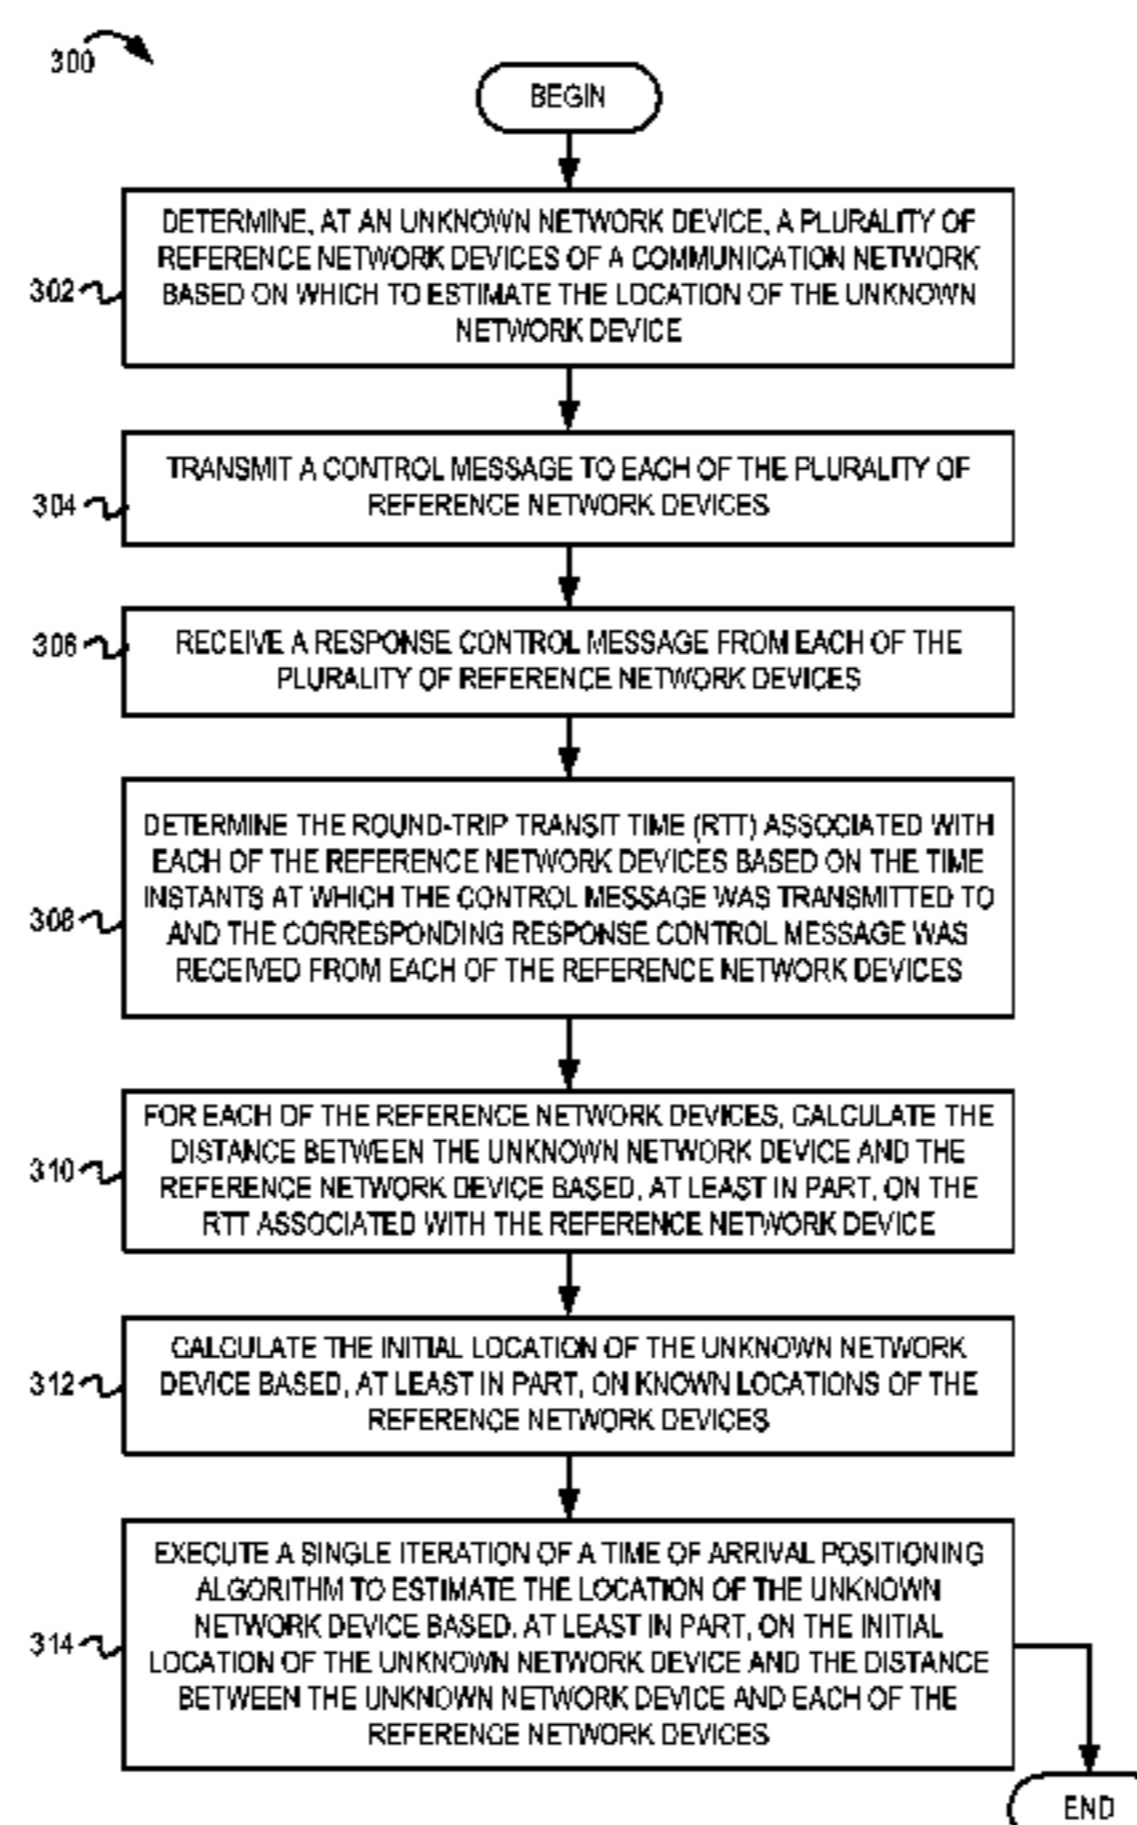 300
BEGIN
DETERMINE, AT AN UNKNOWN NETWORK DEVICE, A PLURALITY OF
REFERENCE NETWORK DEVICES OF A COMMUNICATION NETWORK
BASED ON WHICH TO ESTIMATE THE LOCATION OF THE UNKNOWN
NETWORK DEVICE
302
TRANSMIT A CONTROL MESSAGE TO EACH OF THE PLURALITY OF
REFERENCE NETWORK DEVICES
304
RECEIVE A RESPONSE CONTROL MESSAGE FROM EACH OF THE
PLURALITY OF REFERENCE NETWORK DEVICES
306
DETERMINE THE ROUND-TRIP TRANSIT TIME (RTT) ASSOCIATED WITH
EACH OF THE REFERENCE NETWORK DEVICES BASED ON THE TIME
INSTANTS AT WHICH THE CONTROL MESSAGE WAS TRANSMITTED TO
AND THE CORRESPONDING RESPONSE CONTROL MESSAGE WAS
RECEIVED FROM EACH OF THE REFERENCE NETWORK DEVICES
308
FOR EACH OF THE REFERENCE NETWORK DEVICES, CALCULATE THE
DISTANCE BETWEEN THE UNKNOWN NETWORK DEVICE AND THE
REFERENCE NETWORK DEVICE BASED, AT LEAST IN PART, ON THE
RTT ASSOCIATED WITH THE REFERENCE NETWORK DEVICE
310
CALCULATE THE INITIAL LOCATION OF THE UNKNOWN NETWORK
DEVICE BASED, AT LEAST IN PART, ON KNOWN LOCATIONS OF THE
REFERENCE NETWORK DEVICES
312
EXECUTE A SINGLE ITERATION OF A TIME OF ARRIVAL POSITIONING
ALGORITHM TO ESTIMATE THE LOCATION OF THE UNKNOWN
NETWORK DEVICE BASED, AT LEAST IN PART, ON THE INITIAL
LOCATION OF THE UNKNOWN NETWORK DEVICE AND THE DISTANCE
BETWEEN THE UNKNOWN NETWORK DEVICE AND EACH OF THE
REFERENCE NETWORK DEVICES
314
END